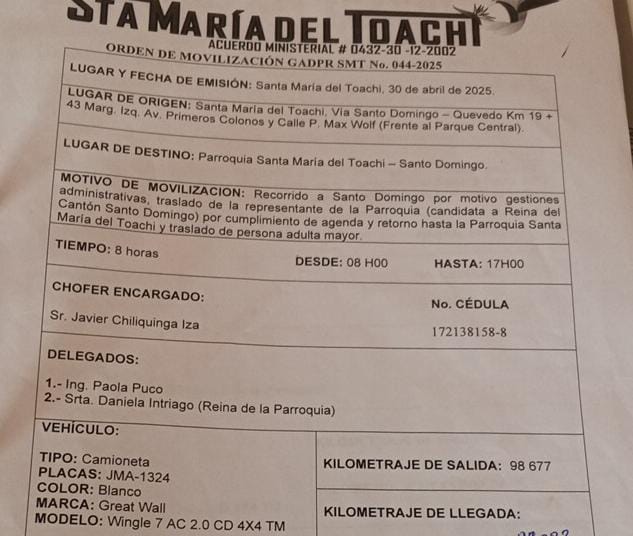 STA MARÍA DEL TOACHI
ACUERDO MINISTERIAL # 0432-30 -12-2002
ORDEN DE MOVILIZACIÓN GADPR SMT No. 044-2025
LUGAR Y FECHA DE EMISIÓN: Santa María del Toachi, 30 de abril de 2025.
LUGAR DE ORIGEN: Santa María del Toachi, Vía Santo Domingo – Quevedo Km 19 +
43 Marg. Izq. Av. Primeros Colonos y Calle P. Max Wolf (Frente al Parque Central).
LUGAR DE DESTINO: Parroquia Santa María del Toachi – Santo Domingo.
MOTIVO DE MOVILIZACION: Recorrido a Santo Domingo por motivo gestiones
administrativas, traslado de la representante de la Parroquia (candidata a Reina del
Cantón Santo Domingo) por cumplimiento de agenda y retorno hasta la Parroquia Santa
María del Toachi y traslado de persona adulta mayor.
TIEMPO: 8 horas DESDE: 08 H00 HASTA: 17H00
CHOFER ENCARGADO: No. CÉDULA
Sr. Javier Chiliquinga Iza 172138158-8
DELEGADOS:
1.- Ing. Paola Puco
2.- Srta. Daniela Intriago (Reina de la Parroquia)
VEHÍCULO:
TIPO: Camioneta
PLACAS: JMA-1324
COLOR: Blanco
MARCA: Great Wall
MODELO: Wingle 7 AC 2.0 CD 4X4 TM
KILOMETRAJE DE SALIDA: 98 677
KILOMETRAJE DE LLEGADA: